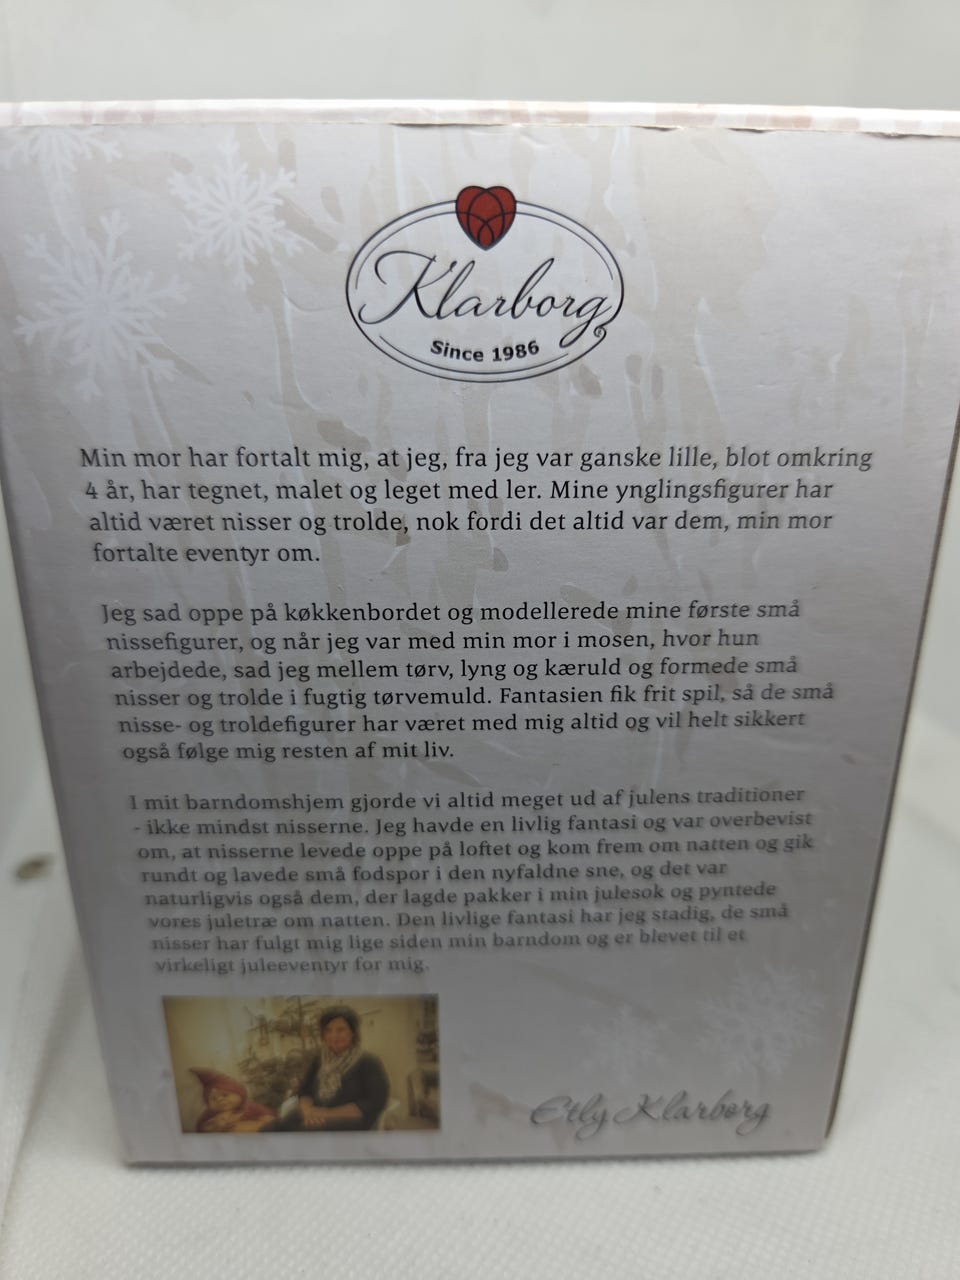 Klarborg
Since 1986
Min mor har fortalt mig, at jeg, fra jeg var ganske lille, blot omkring
4 år, har tegnet, malet og leget med ler. Mine ynglingsfigurer har
altid været nisser og trolde, nok fordi det altid var dem, min mor
fortalte eventyr om.
Jeg sad oppe på køkkenbordet og modellerede mine første små
nissefigurer, og når jeg var med min mor i mosen, hvor hun
arbejdede, sad jeg mellem tørv, lyng og kæruld og formede små
nisser og trolde i fugtig tørvemuld. Fantasien fik frit spil, så de små
nisse- og troldefigurer har været med mig altid og vil helt sikkert
også følge mig resten af mit liv.
I mit barndomshjem gjorde vi altid meget ud af julens traditioner
- ikke mindst nisserne. Jeg havde en livlig fantasi og var overbevist
om, at nisserne levede oppe på loftet og kom frem om natten og gik
rundt og lavede små fodspor i den nyfaldne sne, og det var
naturligvis også dem, der lagde pakker i min julesok og pyntede
vores juletræ om natten. Den livlige fantasi har jeg stadig, de små
nisser har fulgt mig lige siden min barndom og er blevet til et
virkeligt juleeventyr for mig.
Etly Klarborg